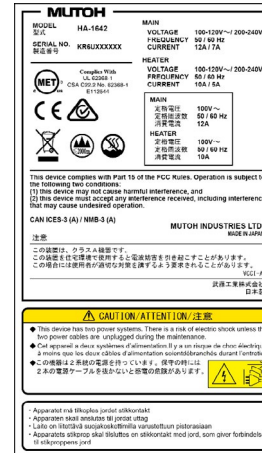 MUTOH
MODEL HA-1642
型式
SERIAL NO. KR6UXXXXXX
製造番号
MAIN
VOLTAGE 100-120V~/ 200-240V
FREQUENCY 50 / 60 Hz
CURRENT 12A / 7A
HEATER
VOLTAGE 100-120V~/ 200-240V
FREQUENCY 50 / 60 Hz
CURRENT 10A / 5A
MET
Complies With
UL 62368-1
CSA C22.2 No. 62368-1
E112644
CE
MAIN
定格電圧 100V~
定格周波数 50 / 60 Hz
消費電流 12A
HEATER
定格電圧 100V~
定格周波数 50 / 60 Hz
消費電流 10A
This device complies with Part 15 of the FCC Rules. Operation is subject to
the following two conditions:
(1) this device may not cause harmful interference, and
(2) this device must accept any interference received, including interference
that may cause undesired operation.
CAN ICES-3 (A) / NMB-3 (A)
MUTOH INDUSTRIES LTD
MADE IN JAPAN
注意
この装置は、クラスA機器です。
この装置を住宅環境で使用すると電波妨害を引き起こすことがあります。
この場合には使用者が適切な対策を講ずるよう要求されることがあります。
VCCI-A
武藤工業株式会社
日本製
CAUTION/ATTENTION/注意
◆ This device has two power systems. There is a risk of electric shock unless th
two power cables are unplugged during the maintenance.
◆ Cet appareil a deux systèmes d'alimentation.Il y a un risque de choc électriq
à moins que les deux câbles d'alimentation soientdébranchés durant l'entretie
◆ この機器は2系統の電源を持っています。保守の時には
2本の電源ケーブルを抜かないと感電の危険があります。
- Apparatet må tilkoples jordet stikkontakt
- Apparaten skall anslutas till jordat uttag
- Laite on liitettävä suojakoskettimilla varustettuun pistorasiaan
- Apparatets stikprop skal tilsluttes en stikkontakt med jord, som giver forbindelse
til stikproppens jord